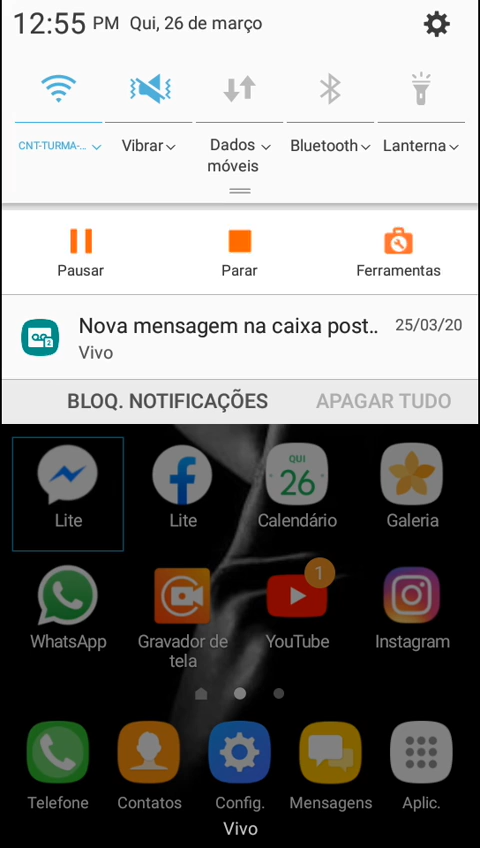 12:55 PM Qui, 26 de março
CNT-TURMA-... Vibrar Dados móveis Bluetooth Lanterna
Pausar Parar Ferramentas
Nova mensagem na caixa post.. 25/03/20
Vivo
2
BLOQ. NOTIFICAÇÕES APAGAR TUDO
QUI
26
Lite Lite Calendário Galeria
1
WhatsApp Gravador de tela YouTube Instagram
Telefone Contatos Config. Mensagens Aplic.
Vivo